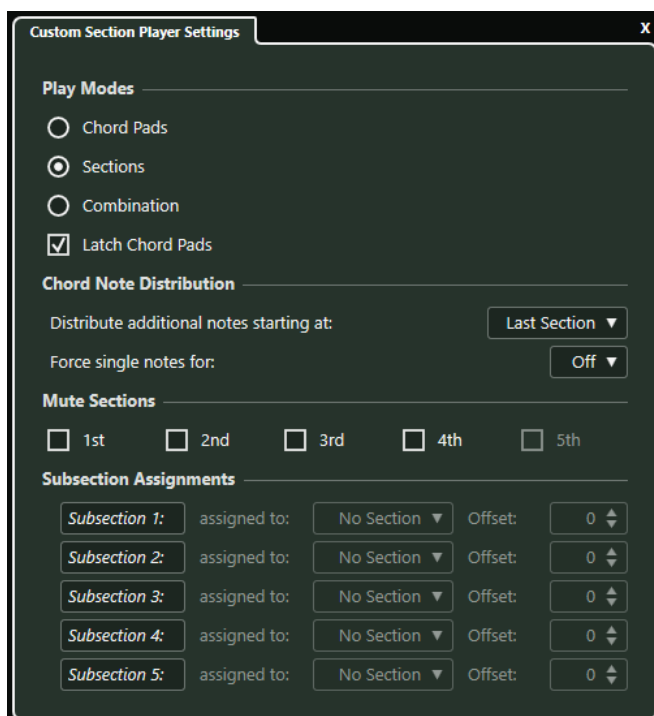 Custom Section Player Settings X
Play Modes
Chord Pads
Sections
Combination
Latch Chord Pads
Chord Note Distribution
Distribute additional notes starting at: Last Section
Force single notes for: Off
Mute Sections
1st 2nd 3rd 4th 5th
Subsection Assignments
Subsection 1: assigned to: No Section Offset: 0
Subsection 2: assigned to: No Section Offset: 0
Subsection 3: assigned to: No Section Offset: 0
Subsection 4: assigned to: No Section Offset: 0
Subsection 5: assigned to: No Section Offset: 0